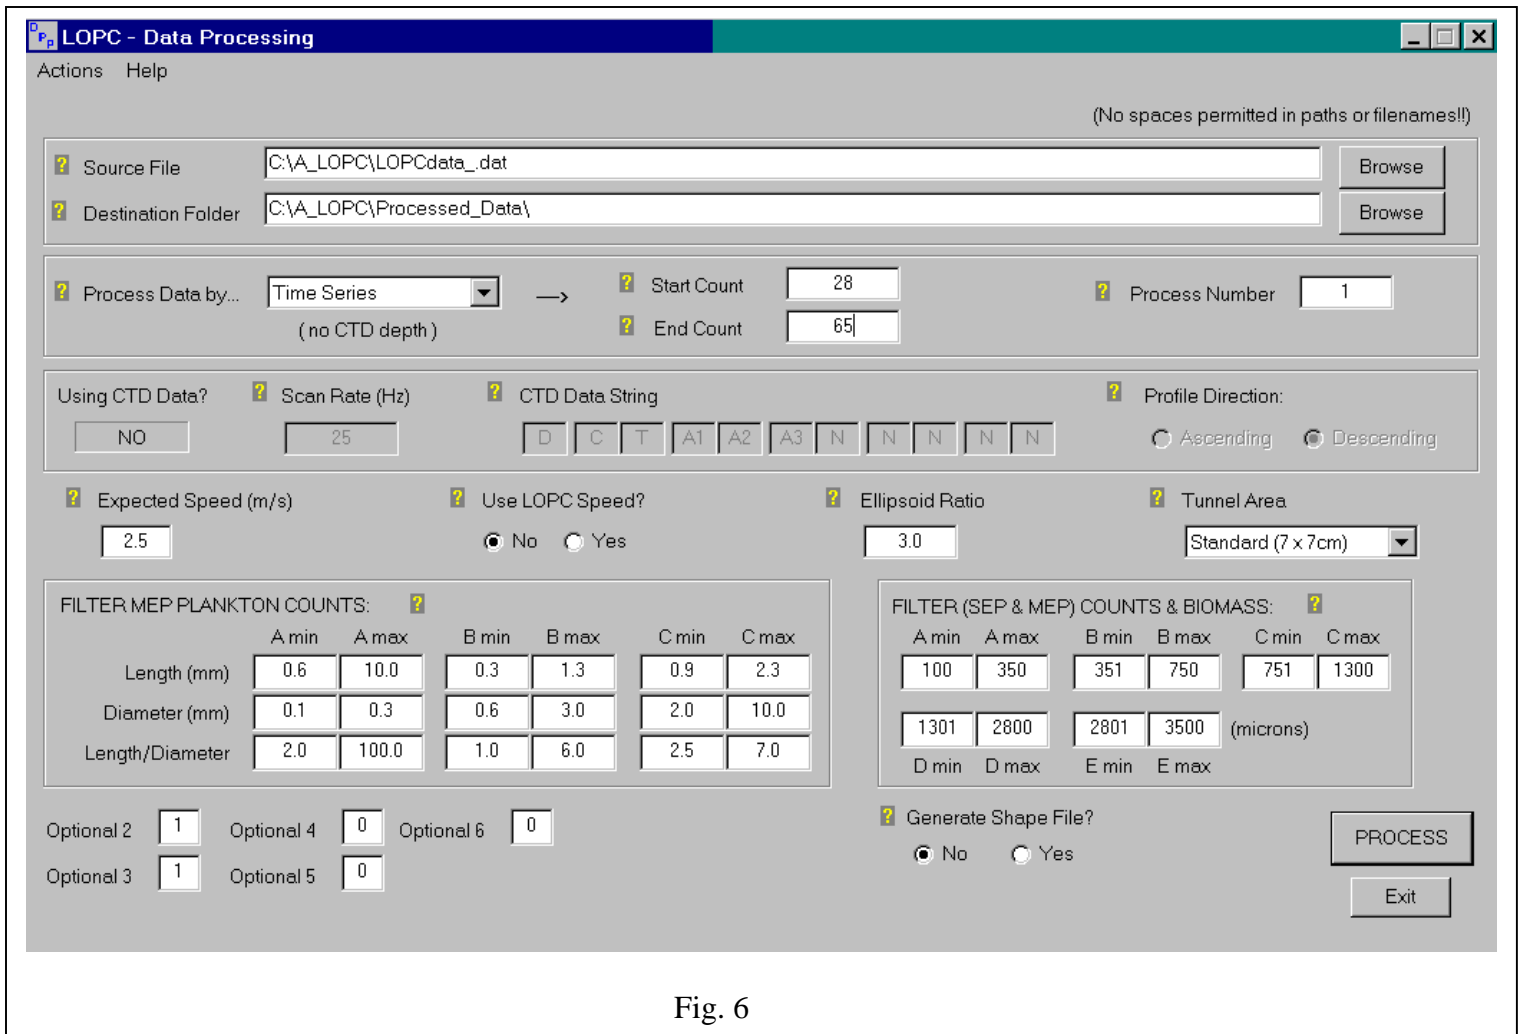 DPP LOPC - Data Processing
Actions Help
(No spaces permitted in paths or filenames!!)
? Source File C:\A_LOPC\LOPCdata_.dat Browse
? Destination Folder C:\A_LOPC\Processed_Data\ Browse
? Process Data by... Time Series —> ? Start Count 28 ? Process Number 1
( no CTD depth ) ? End Count 65
Using CTD Data? ? Scan Rate (Hz) ? CTD Data String ? Profile Direction:
NO 25 D C T A1 A2 A3 N N N N N Ascending Descending
? Expected Speed (m/s) ? Use LOPC Speed? ? Ellipsoid Ratio ? Tunnel Area
2.5 No Yes 3.0 Standard (7 x 7cm)
FILTER MEP PLANKTON COUNTS: ?
A min A max B min B max C min C max
Length (mm) 0.6 10.0 0.3 1.3 0.9 2.3
Diameter (mm) 0.1 0.3 0.6 3.0 2.0 10.0
Length/Diameter 2.0 100.0 1.0 6.0 2.5 7.0
FILTER (SEP & MEP) COUNTS & BIOMASS: ?
A min A max B min B max C min C max
100 350 351 750 751 1300
1301 2800 2801 3500 (microns)
D min D max E min E max
Optional 2 1 Optional 4 0 Optional 6 0
Optional 3 1 Optional 5 0
? Generate Shape File?
No Yes
PROCESS
Exit
Fig. 6